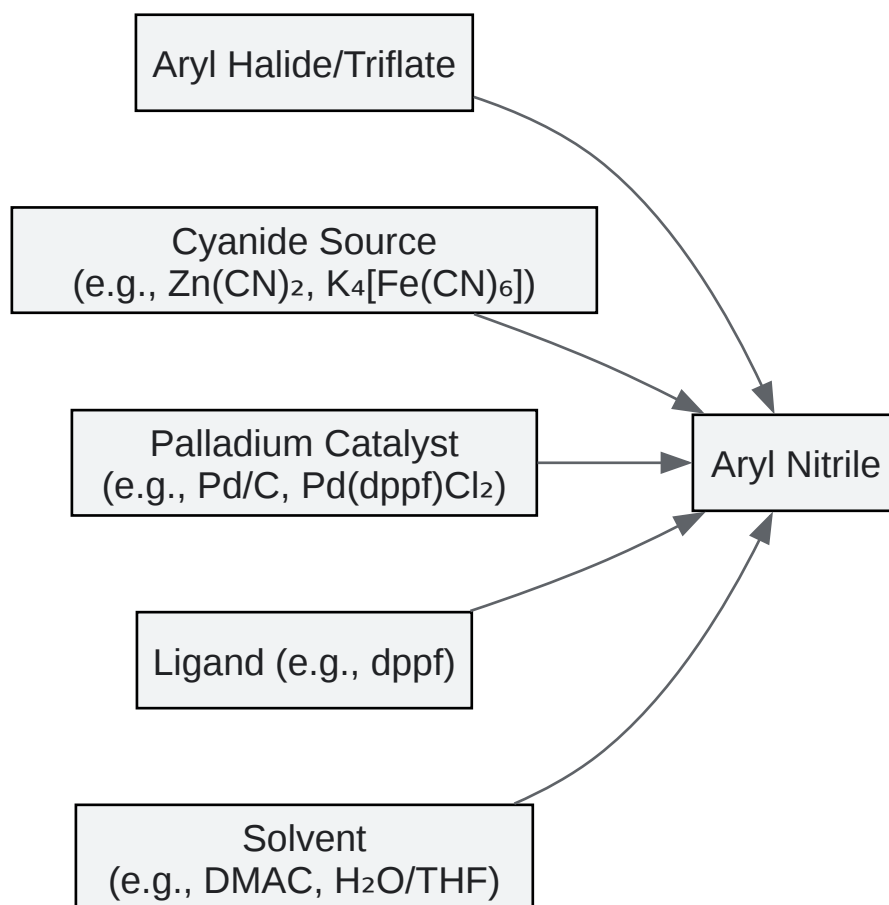 Aryl Halide/Triflate
Cyanide Source
(e.g., Zn(CN)₂, K₄[Fe(CN)₆])
Palladium Catalyst
(e.g., Pd/C, Pd(dppf)Cl₂)
Aryl Nitrile
Ligand (e.g., dppf)
Solvent
(e.g., DMAC, H₂O/THF)